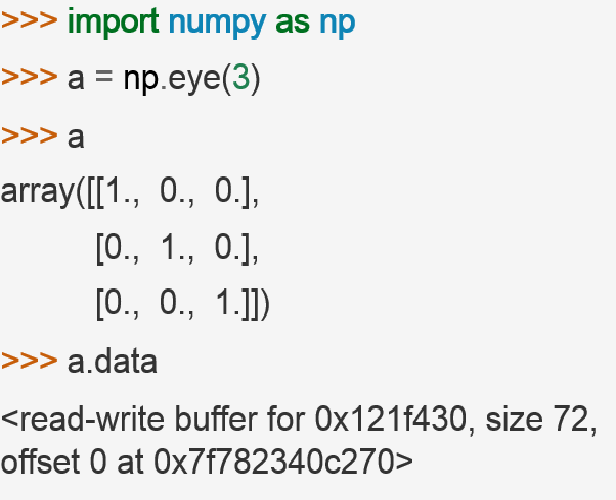 >>> import numpy as np
>>> a = np.eye(3)
>>> a
array([[1., 0., 0.],
[0., 1., 0.],
[0., 0., 1.]])
>>> a.data
<read-write buffer for 0x121f430, size 72,
offset 0 at 0x7f782340c270>